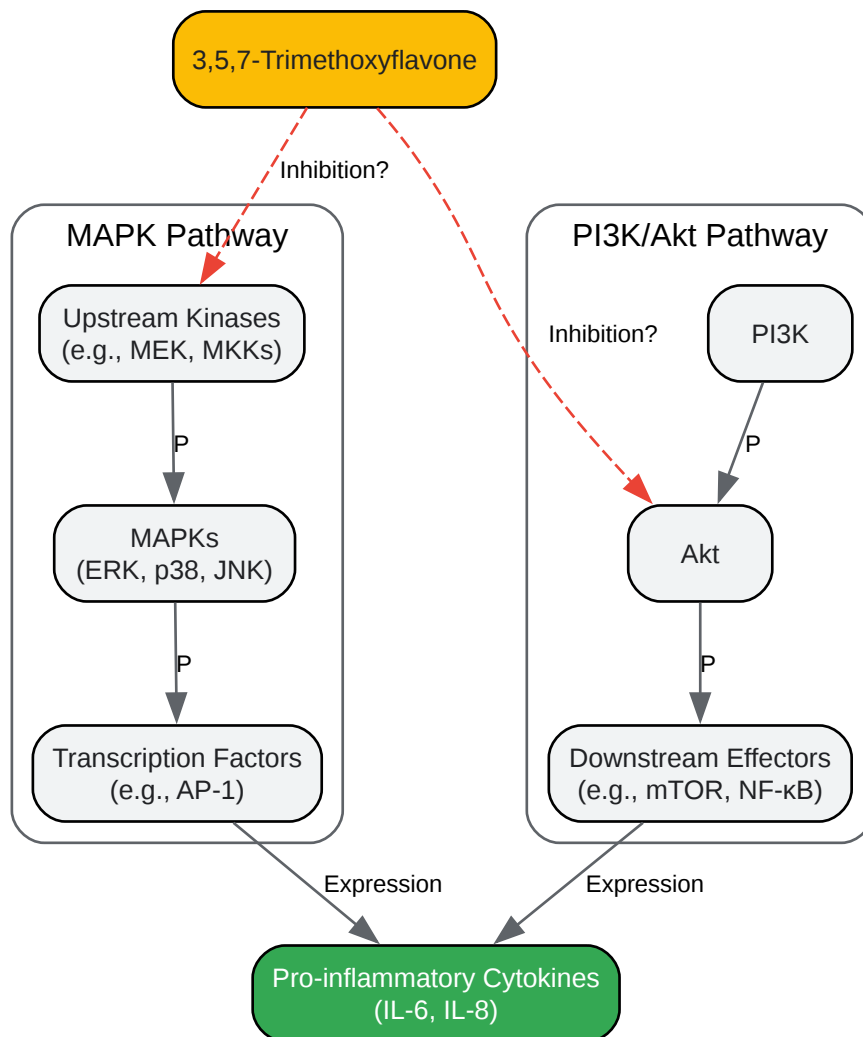 3,5,7-Trimethoxyflavone
Inhibition?
MAPK Pathway
PI3K/Akt Pathway
Upstream Kinases
(e.g., MEK, MKKs)
Inhibition?
PI3K
P
P
MAPKs
(ERK, p38, JNK)
Akt
P
P
Transcription Factors
(e.g., AP-1)
Downstream Effectors
(e.g., mTOR, NF-κB)
Expression
Expression
Pro-inflammatory Cytokines
(IL-6, IL-8)